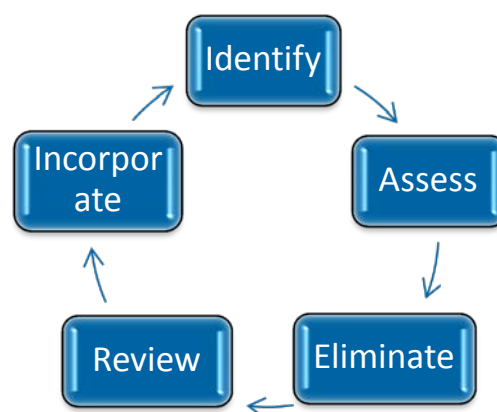 Identify
Assess
Eliminate
Review
Incorpor
ate